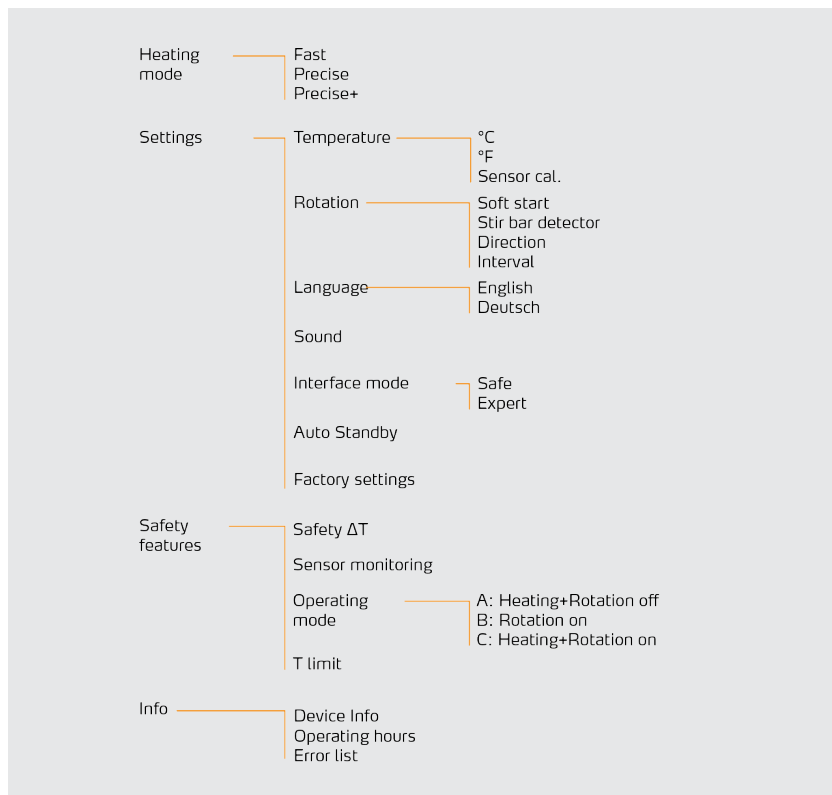 Heating
mode
Fast
Precise
Precise+
Settings
Temperature
°C
°F
Sensor cal.
Rotation
Soft start
Stir bar detector
Direction
Interval
Language
English
Deutsch
Sound
Interface mode
Safe
Expert
Auto Standby
Factory settings
Safety
features
Safety ΔT
Sensor monitoring
Operating
mode
A: Heating+Rotation off
B: Rotation on
C: Heating+Rotation on
T limit
Info
Device Info
Operating hours
Error list